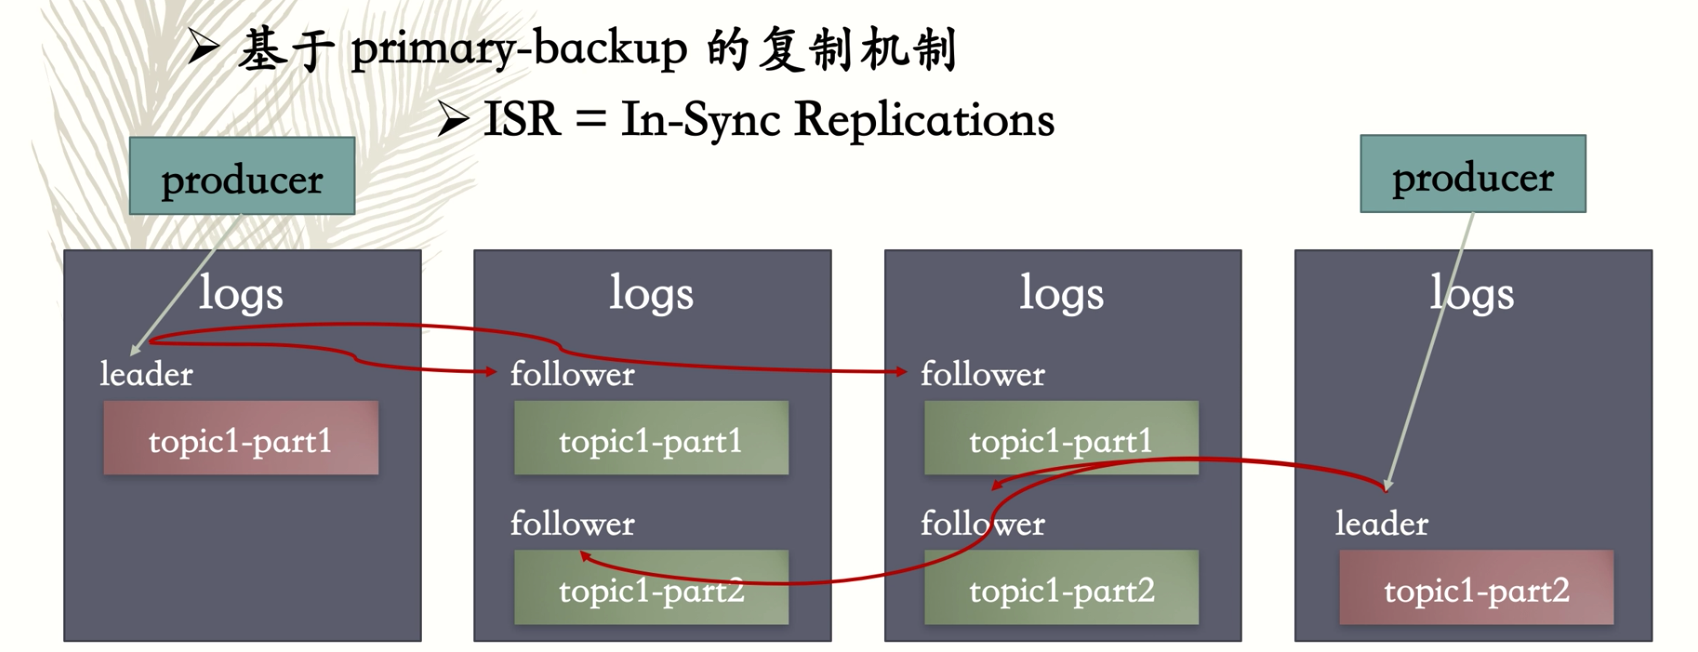 基于 primary-backup 的复制机制
ISR = In-Sync Replications
producer
producer
logs
logs
logs
logs
leader
follower
follower
topic1-part1
topic1-part1
topic1-part1
follower
follower
leader
topic1-part2
topic1-part2
topic1-part2